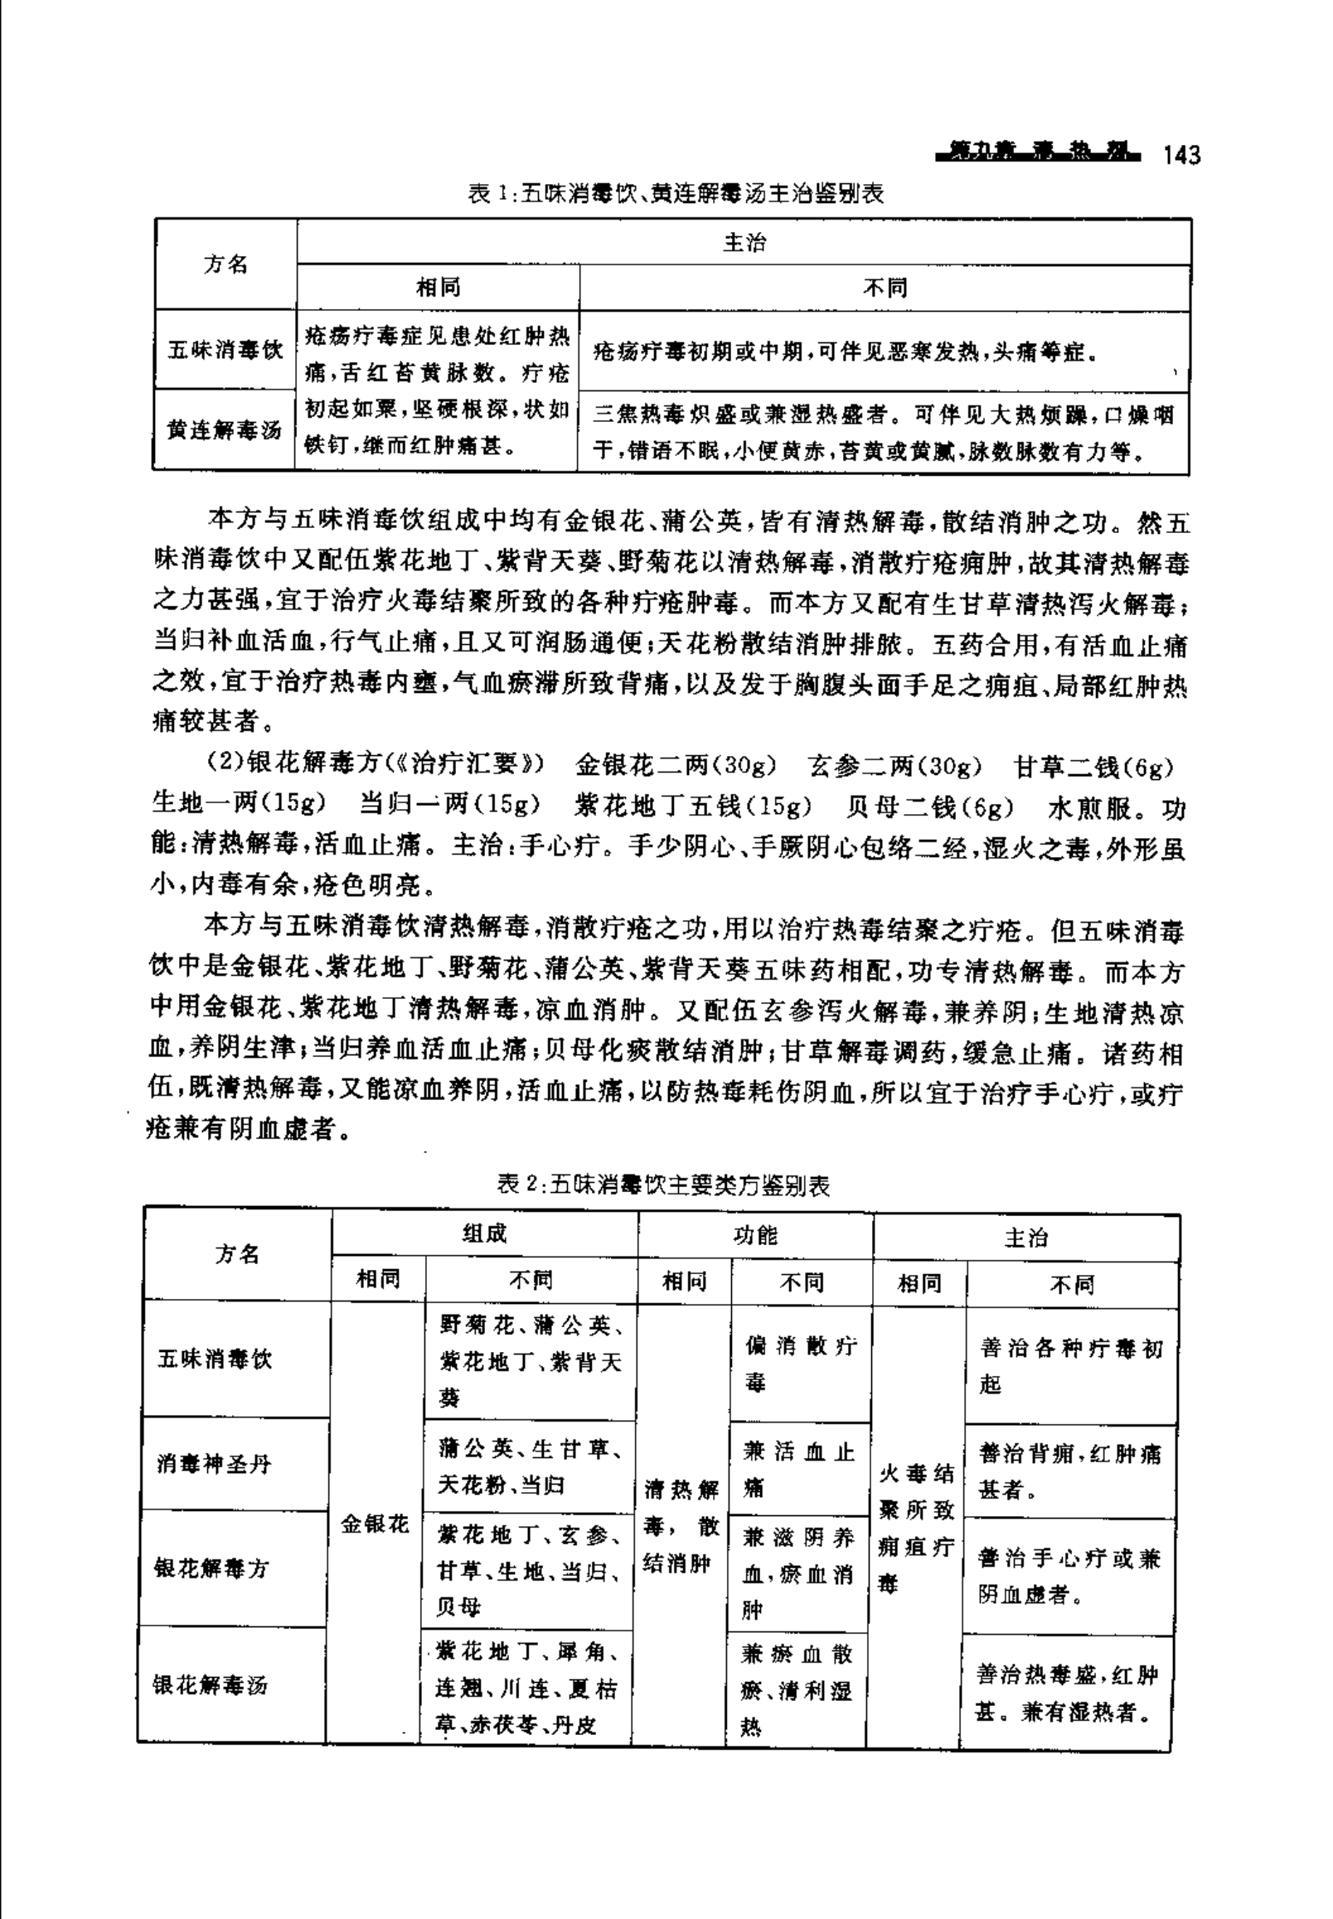 第九章 清热剂 143
表 1:五味消毒饮、黄连解毒汤主治鉴别表
方名
主治
相同
不同
五味消毒饮
疮疡疔毒症见患处红肿热
痛,舌红苔黄脉数。疔疮
初起如粟,坚硬根深,状如
铁钉,继而红肿痛甚。
疮疡疔毒初期或中期,可伴见恶寒发热,头痛等症。
黄连解毒汤
三焦热毒炽盛或兼湿热盛者。可伴见大热烦躁,口燥咽
干,错语不眠,小便黄赤,苔黄或黄腻,脉数脉数有力等。
本方与五味消毒饮组成中均有金银花、蒲公英,皆有清热解毒,散结消肿之功。然五
味消毒饮中又配伍紫花地丁、紫背天葵、野菊花以清热解毒,消散疔疮痈肿,故其清热解毒
之力甚强,宜于治疗火毒结聚所致的各种疔疮肿毒。而本方又配有生甘草清热泻火解毒;
当归补血活血,行气止痛,且又可润肠通便;天花粉散结消肿排脓。五药合用,有活血止痛
之效,宜于治疗热毒内壅,气血瘀滞所致背痛,以及发于胸腹头面手足之痈疽、局部红肿热
痛较甚者。
(2)银花解毒方(《治疗汇要》) 金银花二两(30g) 玄参二两(30g) 甘草二钱(6g)
生地一两(15g) 当归一两(15g) 紫花地丁五钱(15g) 贝母二钱(6g) 水煎服。功
能:清热解毒,活血止痛。主治:手心疔。手少阴心、手厥阴心包络二经,湿火之毒,外形虽
小,内毒有余,疮色明亮。
本方与五味消毒饮清热解毒,消散疔疮之功,用以治疗热毒结聚之疔疮。但五味消毒
饮中是金银花、紫花地丁、野菊花、蒲公英、紫背天葵五味药相配,功专清热解毒。而本方
中用金银花、紫花地丁清热解毒,凉血消肿。又配伍玄参泻火解毒,兼养阴;生地清热凉
血,养阴生津;当归养血活血止痛;贝母化痰散结消肿;甘草解毒调药,缓急止痛。诸药相
伍,既清热解毒,又能凉血养阴,活血止痛,以防热毒耗伤阴血,所以宜于治疗手心疔,或疔
疮兼有阴血虚者。
表 2:五味消毒饮主要类方鉴别表
方名
组成
功能
主治
相同
不同
相同
不同
相同
不同
五味消毒饮
野菊花、蒲公英、
紫花地丁、紫背天
葵
偏消散疔
毒
善治各种疔毒初
起
消毒神圣丹
蒲公英、生甘草、
天花粉、当归
兼活血止
痛
善治背痈,红肿痛
甚者。
金银花
清热解
毒,散
结消肿
火毒结
聚所致
痈疽疔
毒
银花解毒方
紫花地丁、玄参、
甘草、生地、当归、
贝母
兼滋阴养
血,瘀血消
肿
善治手心疔或兼
阴血虚者。
银花解毒汤
紫花地丁、犀角、
连翘、川连、夏枯
草、赤茯苓、丹皮
兼瘀血散
瘀、清利湿
热
善治热毒盛,红肿
甚。兼有湿热者。